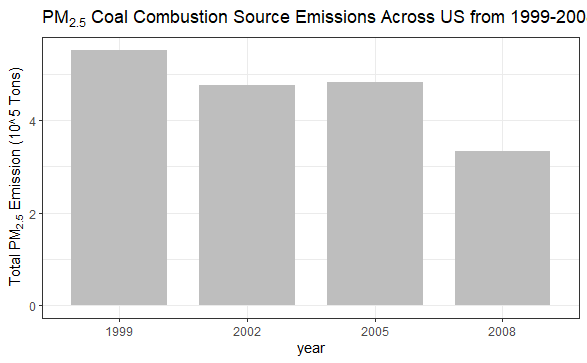 PM2.5 Coal Combustion Source Emissions Across US from 1999-200
Total PM2.5 Emission (10^5 Tons)
4
2
0
1999 2002 2005 2008
year